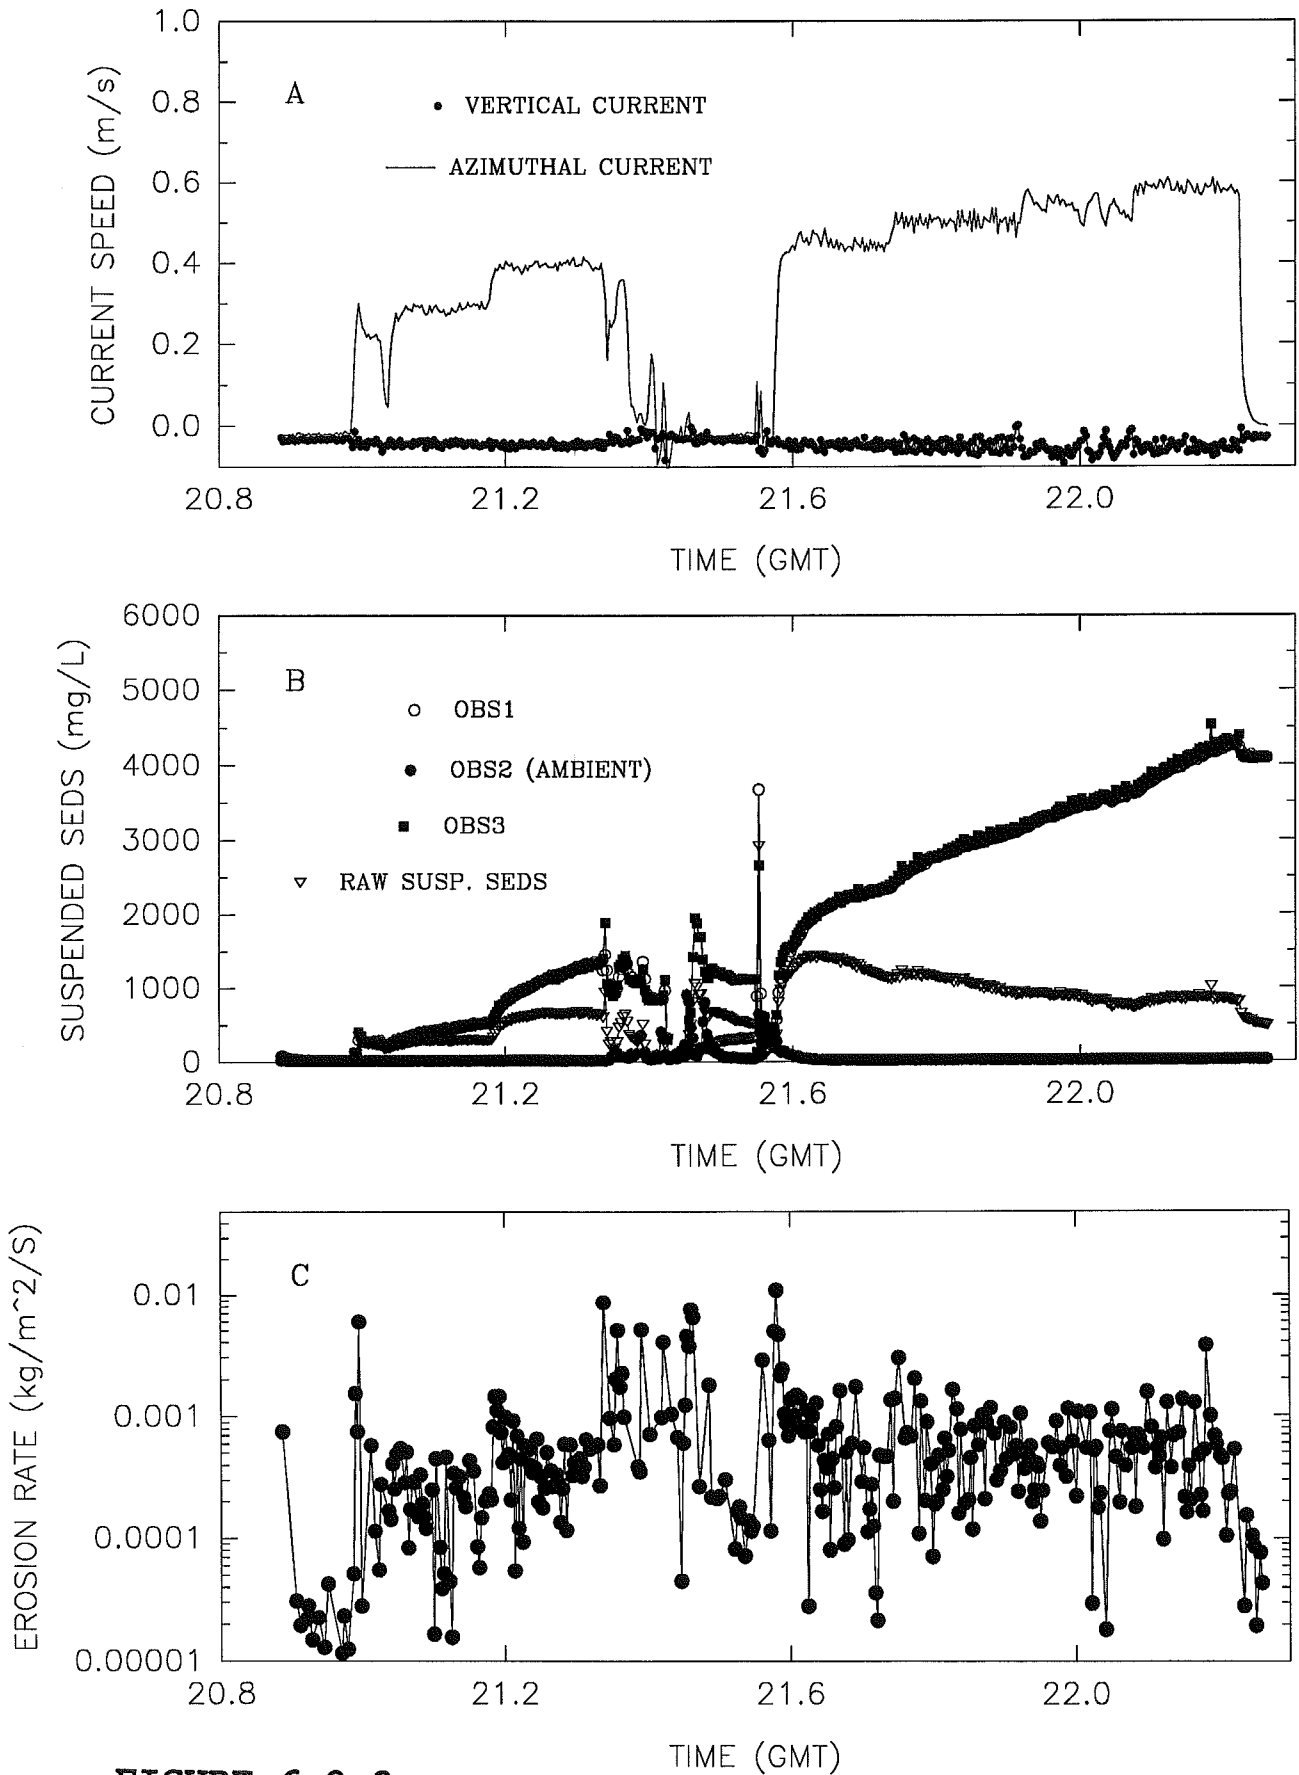 1.0
0.8
0.6
0.4
0.2
0.0
CURRENT SPEED (m/s)
A
VERTICAL CURRENT
AZIMUTHAL CURRENT
20.8 21.2 21.6 22.0
TIME (GMT)
6000
5000
4000
3000
2000
1000
0
SUSPENDED SEDS (mg/L)
B
OBS1
OBS2 (AMBIENT)
OBS3
RAW SUSP. SEDS
20.8 21.2 21.6 22.0
TIME (GMT)
0.01
0.001
0.0001
0.00001
EROSION RATE (kg/m^2/S)
C
20.8 21.2 21.6 22.0
TIME (GMT)